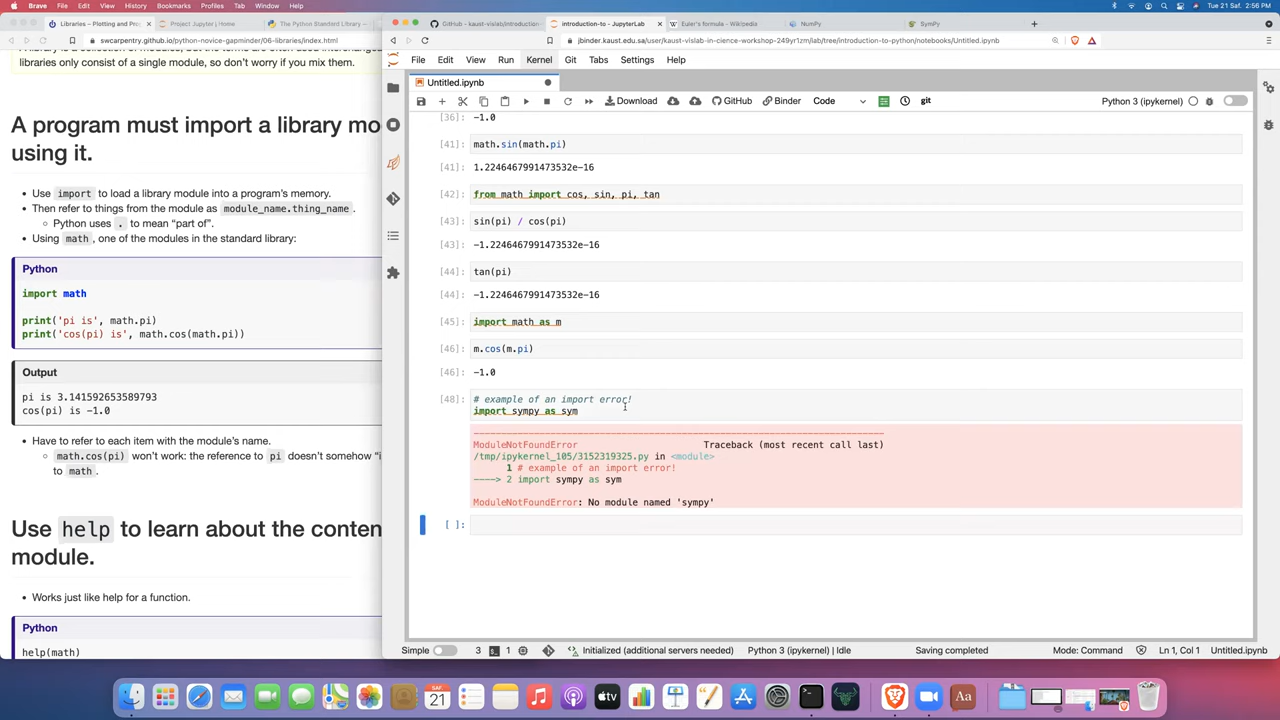 Brave File Edit View History Bookmarks Profiles Tab Window Help
Tue 21 Saf. 2:56 PM
Libraries – Plotting and Pro
Project Jupyter | Home
The Python Standard Library —
swcarpentry.github.io/python-novice-gapminder/06-libraries/index.html
libraries only consist of a single module, so don't worry if you mix them.
A program must import a library mo
using it.
• Use import to load a library module into a program's memory.
• Then refer to things from the module as module_name.thing_name .
Python uses . to mean “part of”.
• Using math , one of the modules in the standard library:
Python
import math
print('pi is', math.pi)
print('cos(pi) is', math.cos(math.pi))
Output
pi is 3.141592653589793
cos(pi) is -1.0
• Have to refer to each item with the module's name.
math.cos(pi) won't work: the reference to pi doesn't somehow “i
to math .
Use help to learn about the conten
module.
• Works just like help for a function.
Python
help(math)
GitHub - kaust-vislab/introduction-
introduction-to - JupyterLab
Euler's formula - Wikipedia
NumPy
SymPy
jbinder.kaust.edu.sa/user/kaust-vislab-in-cience-workshop-249yr1zm/lab/tree/introduction-to-python/notebooks/Untitled.ipynb
File Edit View Run Kernel Git Tabs Settings Help
Untitled.ipynb
Download GitHub Binder Code git Python 3 (ipykernel)
[36]: -1.0
[41]: math.sin(math.pi)
[41]: 1.2246467991473532e-16
[42]: from math import cos, sin, pi, tan
[43]: sin(pi) / cos(pi)
[43]: -1.2246467991473532e-16
[44]: tan(pi)
[44]: -1.2246467991473532e-16
[45]: import math as m
[46]: m.cos(m.pi)
[46]: -1.0
[48]: # example of an import error!
import sympy as sym
ModuleNotFoundError Traceback (most recent call last)
/tmp/ipykernel_105/3152319325.py in <module>
1 # example of an import error!
----> 2 import sympy as sym
ModuleNotFoundError: No module named 'sympy'
[ ]:
Simple 3 1 Initialized (additional servers needed) Python 3 (ipykernel) | Idle Saving completed Mode: Command Ln 1, Col 1 Untitled.ipynb